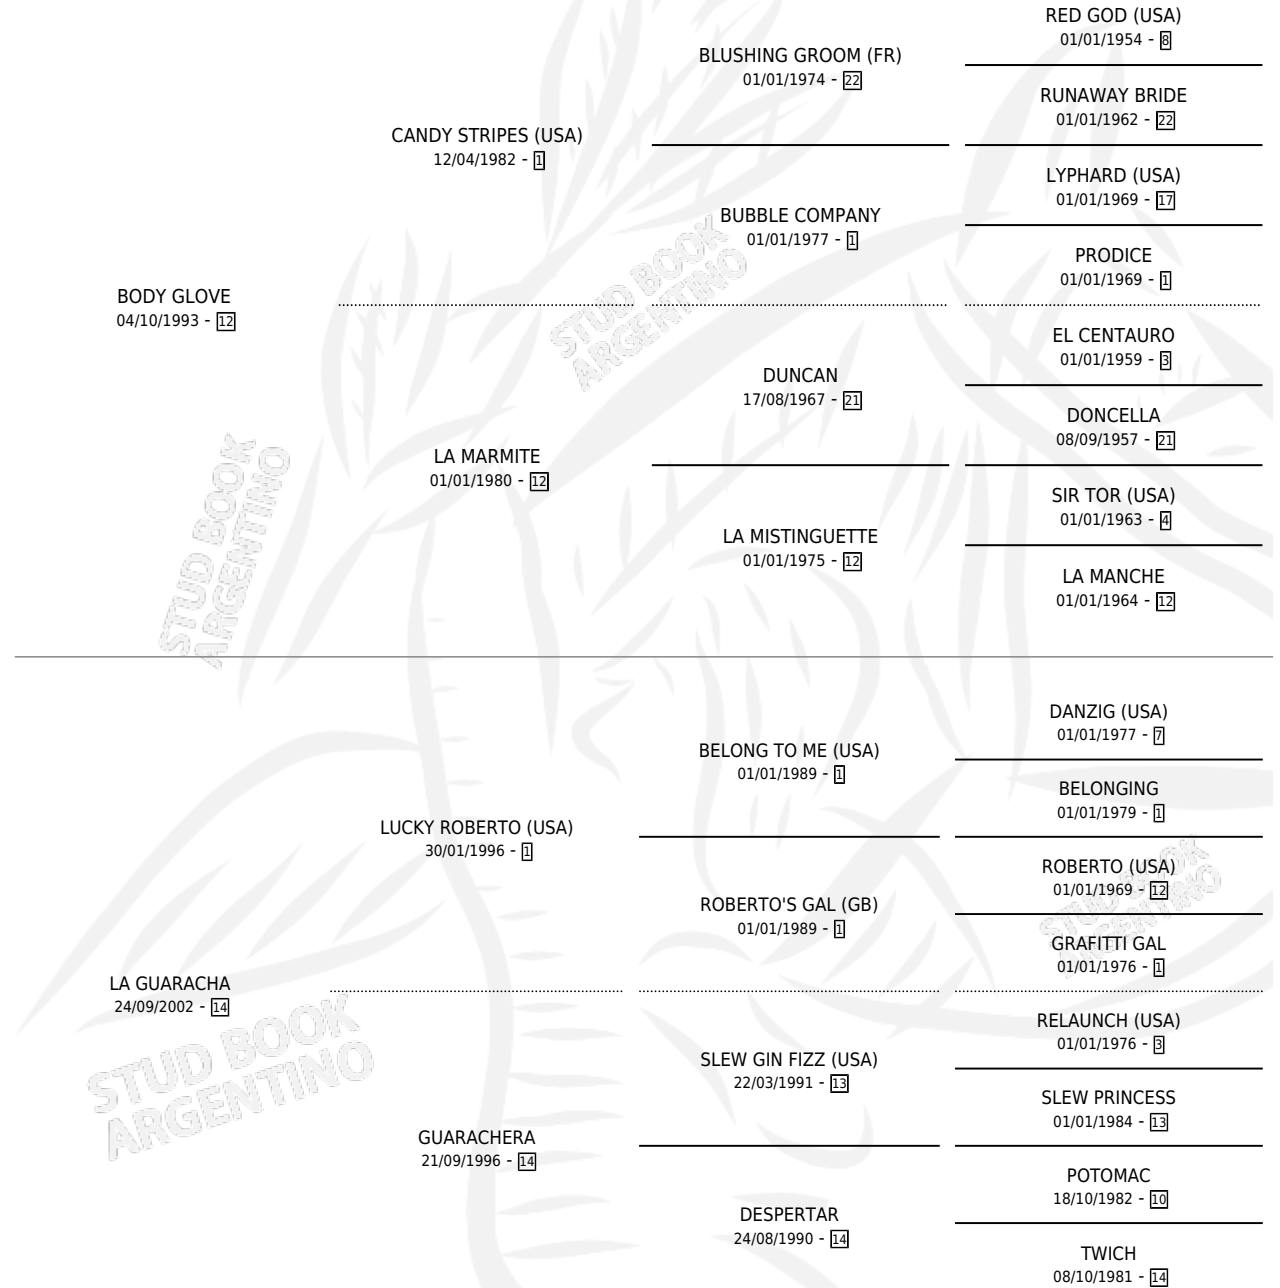 RED GOD (USA)
01/01/1954 - 8
BLUSHING GROOM (FR)
01/01/1974 - 22
RUNAWAY BRIDE
01/01/1962 - 22
CANDY STRIPES (USA)
12/04/1982 - 1
LYPHARD (USA)
01/01/1969 - 17
BUBBLE COMPANY
01/01/1977 - 1
PRODICE
01/01/1969 - 1
BODY GLOVE
04/10/1993 - 12
EL CENTAURO
01/01/1959 - 3
DUNCAN
17/08/1967 - 21
DONCELLA
08/09/1957 - 21
LA MARMITE
01/01/1980 - 12
SIR TOR (USA)
01/01/1963 - 4
LA MISTINGUETTE
01/01/1975 - 12
LA MANCHE
01/01/1964 - 12
DANZIG (USA)
01/01/1977 - 7
BELONG TO ME (USA)
01/01/1989 - 1
BELONGING
01/01/1979 - 1
LUCKY ROBERTO (USA)
30/01/1996 - 1
ROBERTO (USA)
01/01/1969 - 12
ROBERTO'S GAL (GB)
01/01/1989 - 1
GRAFITTI GAL
01/01/1976 - 1
LA GUARACHA
24/09/2002 - 14
RELAUNCH (USA)
01/01/1976 - 3
SLEW GIN FIZZ (USA)
22/03/1991 - 13
SLEW PRINCESS
01/01/1984 - 13
GUARACHERA
21/09/1996 - 14
POTOMAC
18/10/1982 - 10
DESPERTAR
24/08/1990 - 14
TWICH
08/10/1981 - 14
STUD BOOK
ARGENTINO
STUD BOOK
ARGENTINO
STUD BOOK
ARGENTINO
STUD BOOK
ARGENTINO